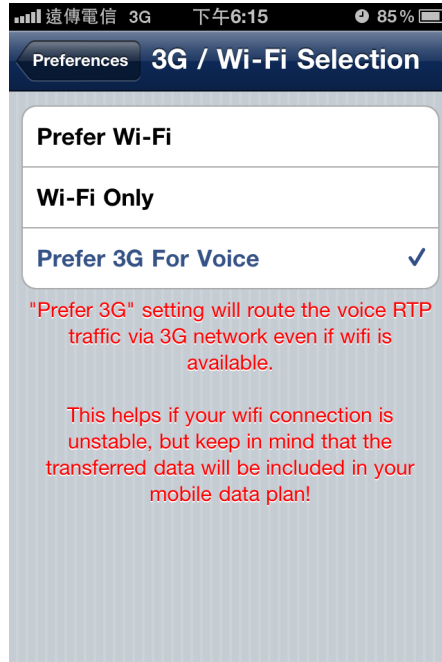 遠傳電信 3G 下午6:15 85%
Preferences 3G / Wi-Fi Selection
Prefer Wi-Fi
Wi-Fi Only
Prefer 3G For Voice
"Prefer 3G" setting will route the voice RTP
traffic via 3G network even if wifi is
available.
This helps if your wifi connection is
unstable, but keep in mind that the
transferred data will be included in your
mobile data plan!